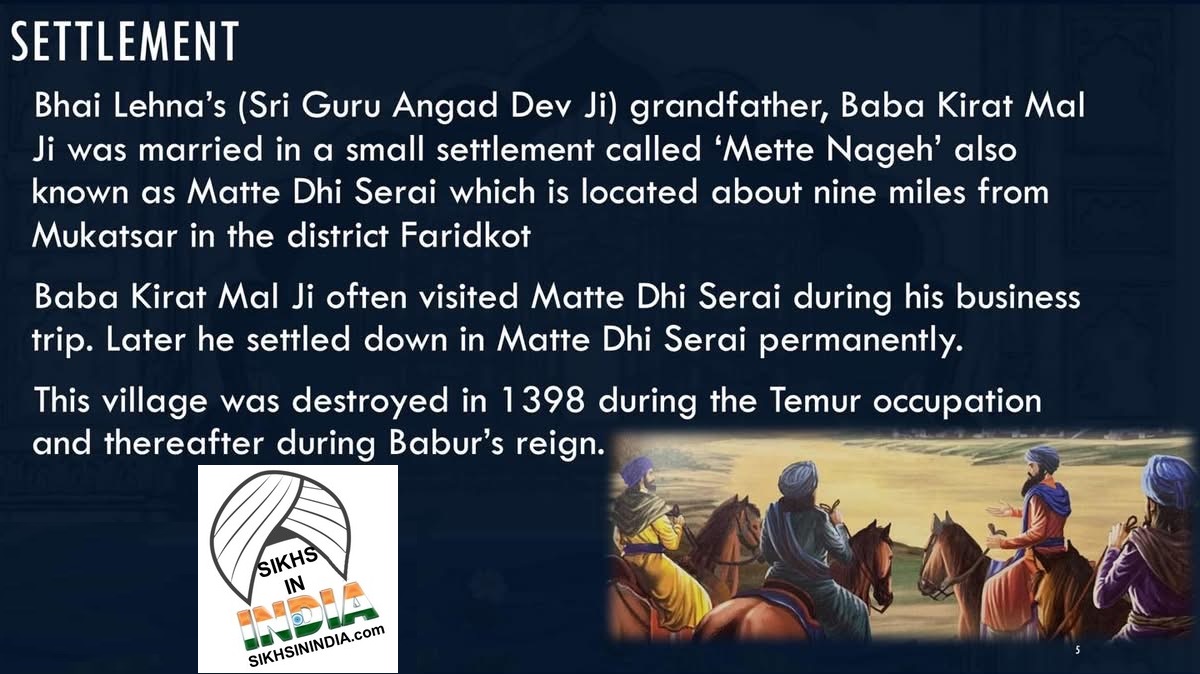 SETTLEMENT
Bhai Lehna’s (Sri Guru Angad Dev Ji) grandfather, Baba Kirat Mal
Ji was married in a small settlement called ‘Mette Nageh’ also
known as Matte Dhi Serai which is located about nine miles from
Mukatsar in the district Faridkot
Baba Kirat Mal Ji often visited Matte Dhi Serai during his business
trip. Later he settled down in Matte Dhi Serai permanently.
This village was destroyed in 1398 during the Temur occupation
and thereafter during Babur’s reign.
SIKHS
IN
INDIA
SIKHSININDIA.com
5